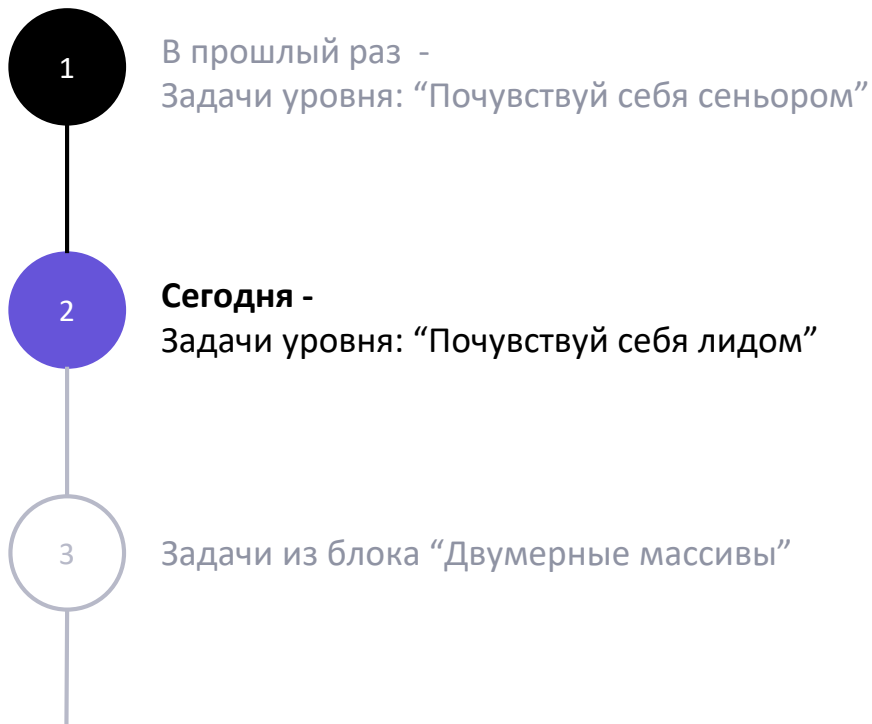 1
В прошлый раз -
Задачи уровня: “Почувствуй себя сеньором”
2
Сегодня -
Задачи уровня: “Почувствуй себя лидом”
3
Задачи из блока “Двумерные массивы”